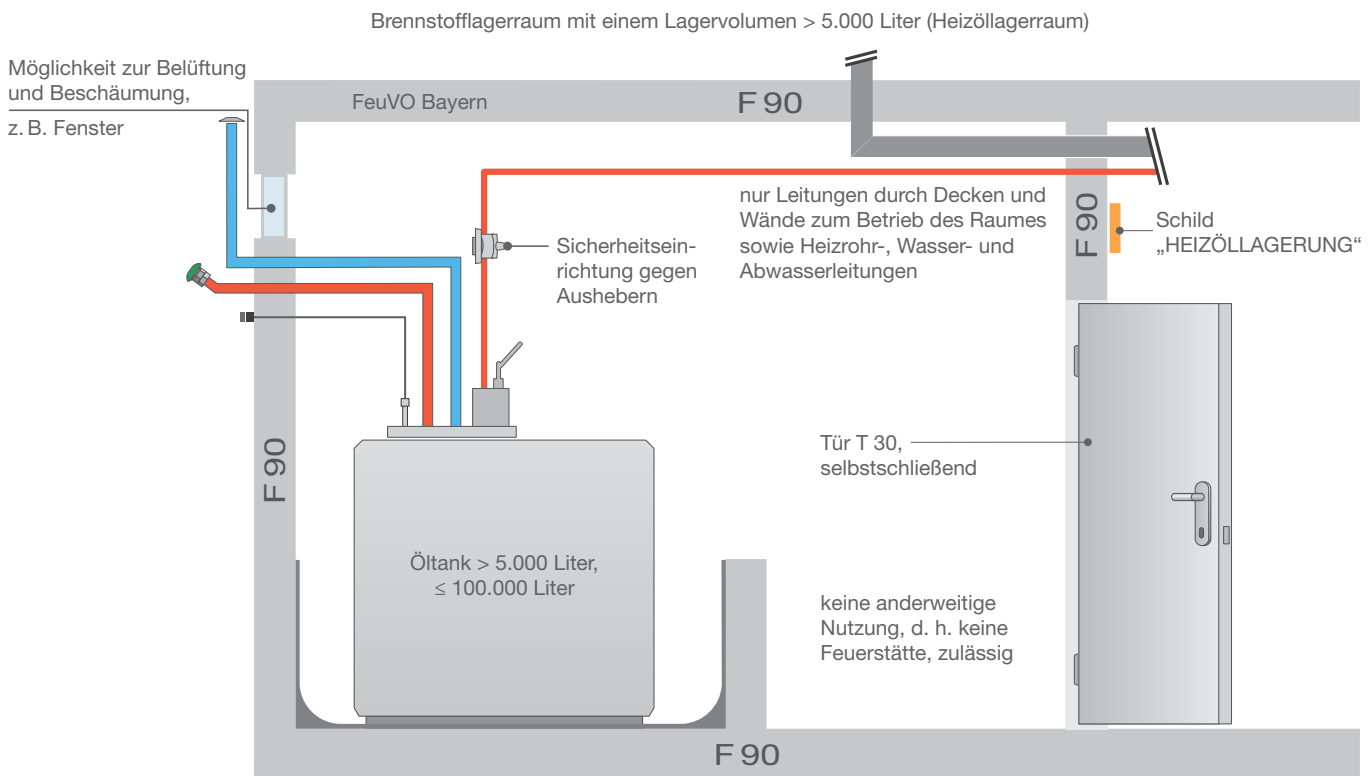 Brennstofflagerraum mit einem Lagervolumen > 5.000 Liter (Heizöllagerraum)
Möglichkeit zur Belüftung
und Beschäumung,
z. B. Fenster
FeuVO Bayern
F 90
nur Leitungen durch Decken und
Wände zum Betrieb des Raumes
sowie Heizrohr-, Wasser- und
Abwasserleitungen
F 90
Schild
„HEIZÖLLAGERUNG“
Sicherheitsein-
richtung gegen
Aushebern
F 90
Tür T 30,
selbstschließend
Öltank > 5.000 Liter,
≤ 100.000 Liter
keine anderweitige
Nutzung, d. h. keine
Feuerstätte, zulässig
F 90